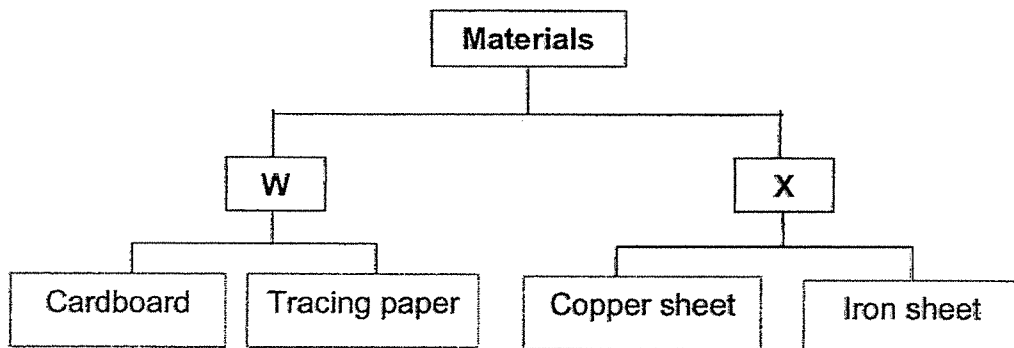 Materials
W
X
Cardboard
Tracing paper
Copper sheet
Iron sheet